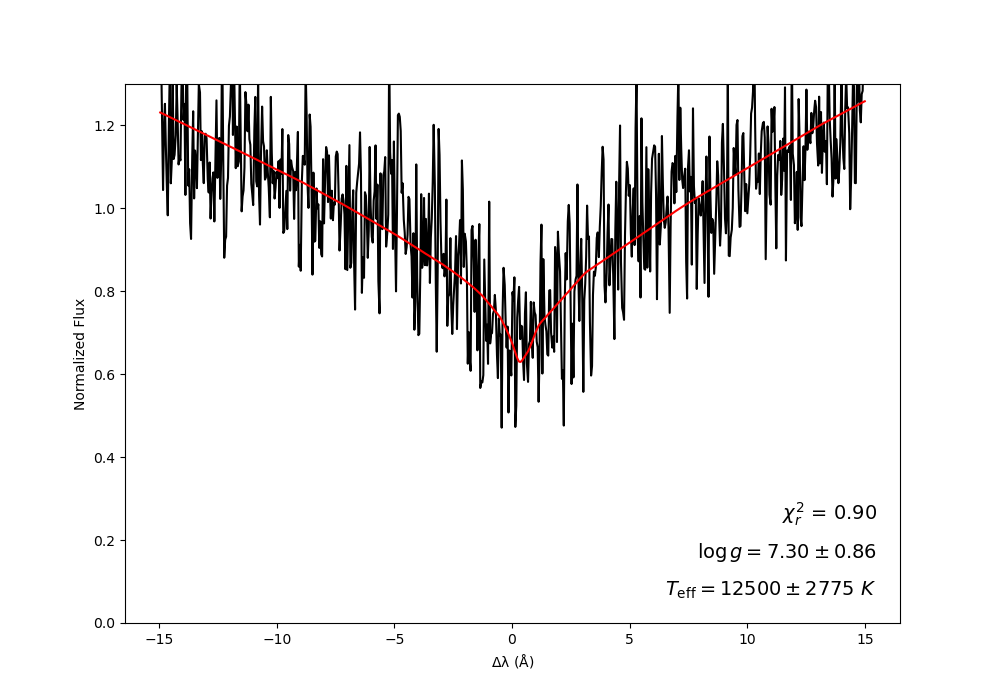 1.2
1.0
0.8
0.6
0.4
0.2
0.0
Normalized Flux
χ²ᵣ = 0.90
log g = 7.30 ± 0.86
T_eff = 12500 ± 2775 K
−15 −10 −5 0 5 10 15
Δλ (Å)